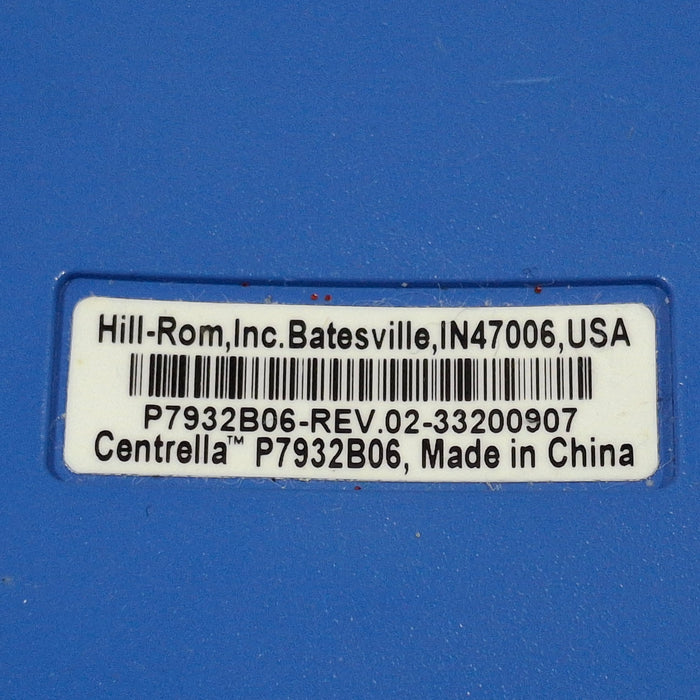 Hill-Rom,Inc.Batesville,IN47006,USA
P7932B06-REV.02-33200907
Centrella™ P7932B06, Made in China